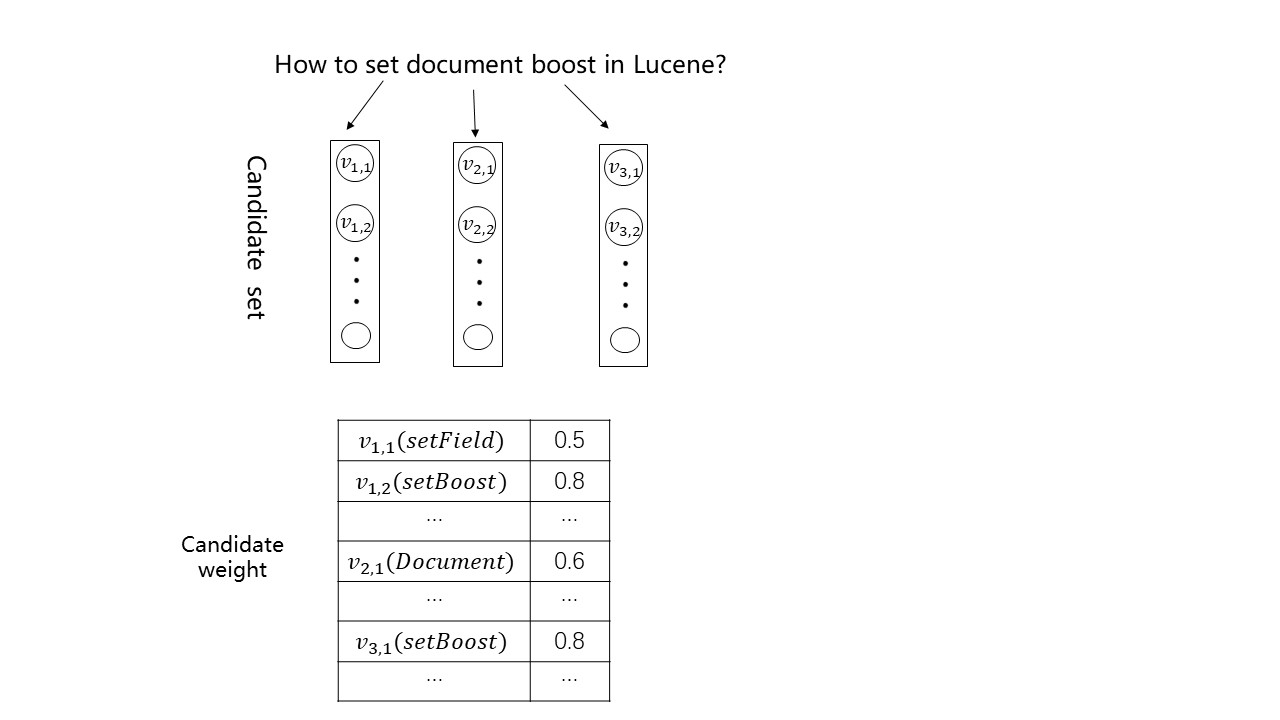 How to set document boost in Lucene?
Candidate set
v1,1 v2,1 v3,1
v1,2 v2,2 v3,2
v1,1(setField) 0.5
v1,2(setBoost) 0.8
... ...
Candidate
weight
v2,1(Document) 0.6
... ...
v3,1(setBoost) 0.8
... ...